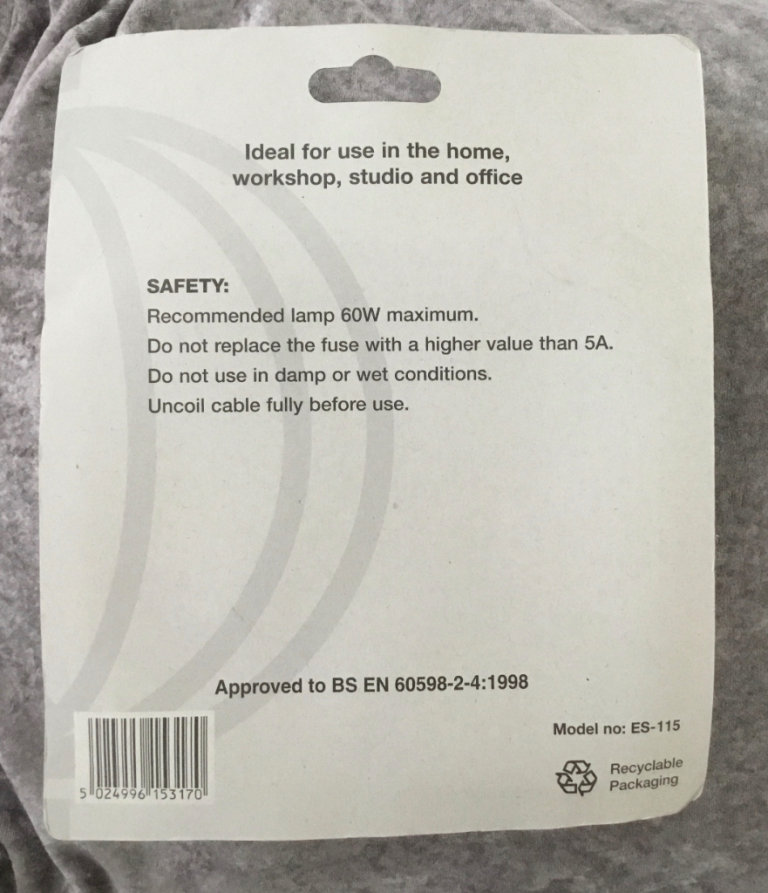 Ideal for use in the home,
workshop, studio and office
SAFETY:
Recommended lamp 60W maximum.
Do not replace the fuse with a higher value than 5A.
Do not use in damp or wet conditions.
Uncoil cable fully before use.
Approved to BS EN 60598-2-4:1998
Model no: ES-115
Recyclable
Packaging
5 024996 153170